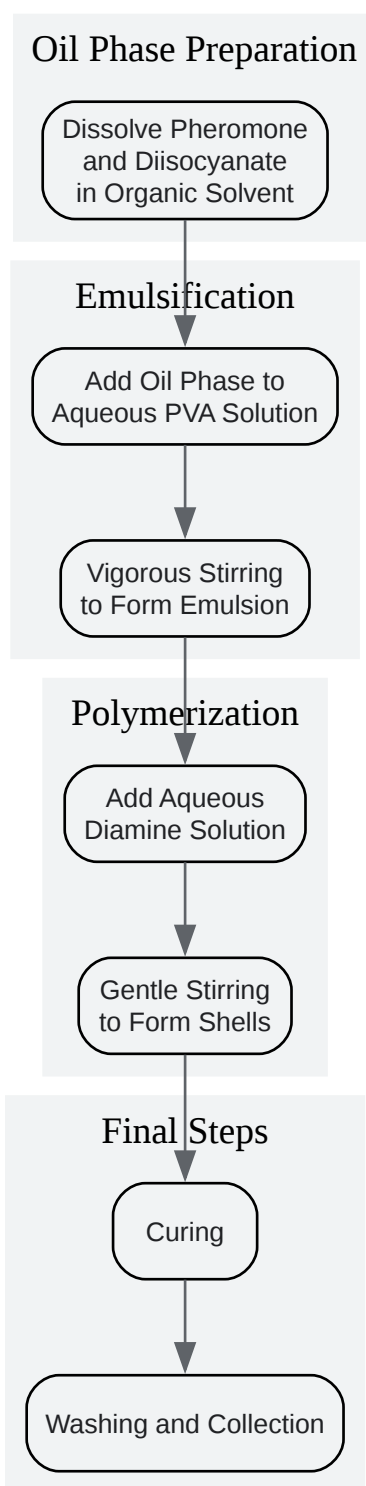 Oil Phase Preparation
Dissolve Pheromone
and Diisocyanate
in Organic Solvent
Emulsification
Add Oil Phase to
Aqueous PVA Solution
Vigorous Stirring
to Form Emulsion
Polymerization
Add Aqueous
Diamine Solution
Gentle Stirring
to Form Shells
Final Steps
Curing
Washing and Collection